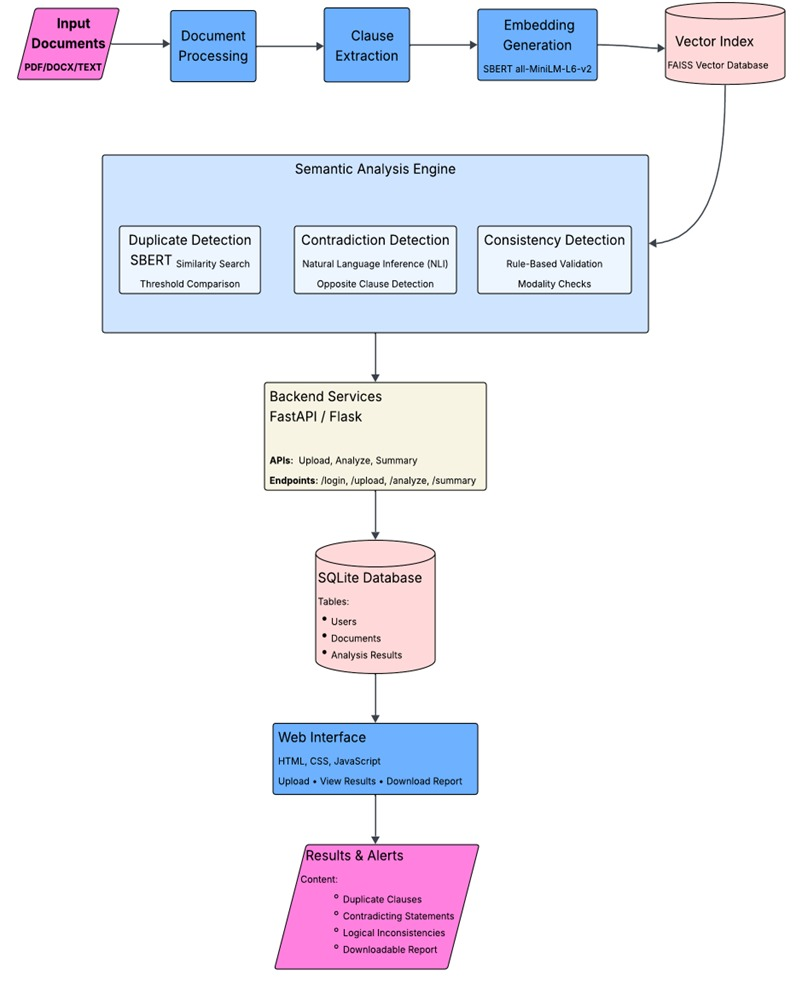 Input
Documents
PDF/DOCX/TEXT
Document
Processing
Clause
Extraction
Embedding
Generation
SBERT all-MiniLM-L6-v2
Vector Index
FAISS Vector Database
Semantic Analysis Engine
Duplicate Detection
SBERT Similarity Search
Threshold Comparison
Contradiction Detection
Natural Language Inference (NLI)
Opposite Clause Detection
Consistency Detection
Rule-Based Validation
Modality Checks
Backend Services
FastAPI / Flask
APIs: Upload, Analyze, Summary
Endpoints: /login, /upload, /analyze, /summary
SQLite Database
Tables:
• Users
• Documents
• Analysis Results
Web Interface
HTML, CSS, JavaScript
Upload • View Results • Download Report
Results & Alerts
Content:
° Duplicate Clauses
° Contradicting Statements
° Logical Inconsistencies
° Downloadable Report